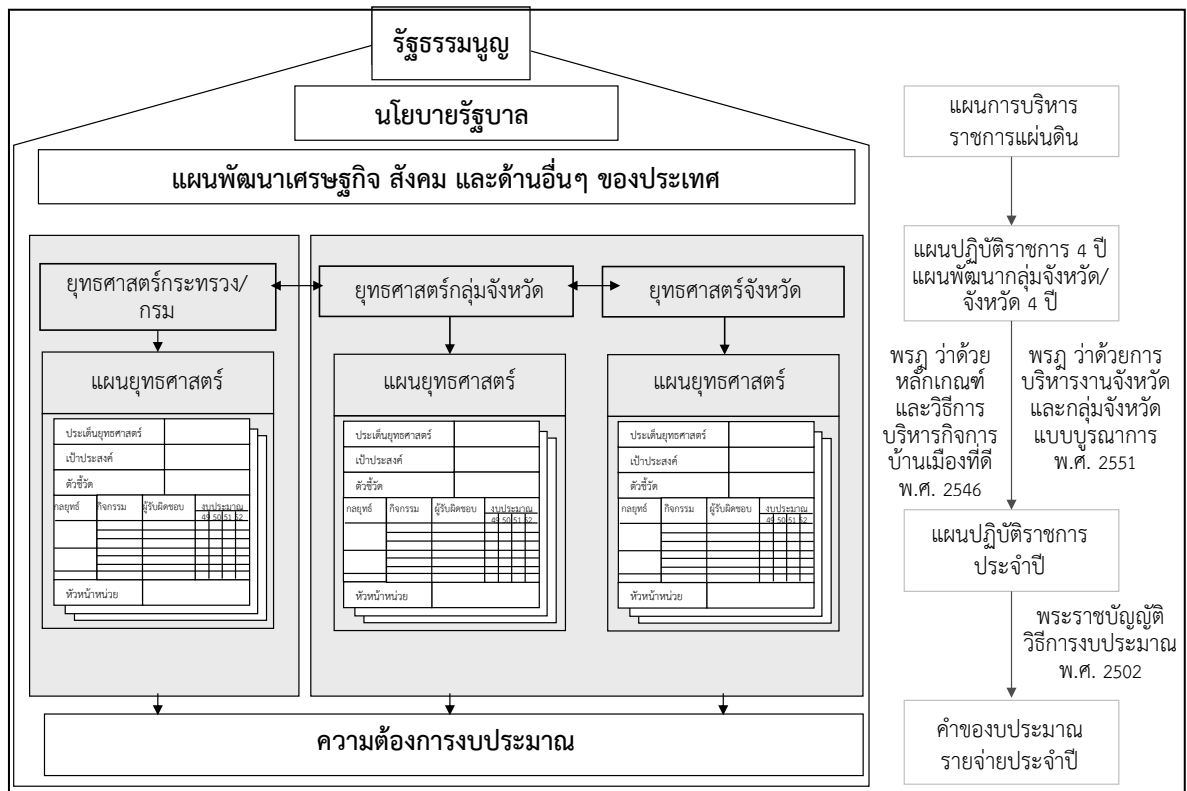 รัฐธรรมนูญ
นโยบายรัฐบาล
แผนพัฒนาเศรษฐกิจ สังคม และด้านอื่นๆ ของประเทศ
ยุทธศาสตร์กระทรวง/
กรม
ยุทธศาสตร์กลุ่มจังหวัด
ยุทธศาสตร์จังหวัด
แผนยุทธศาสตร์
ประเด็นยุทธศาสตร์
เป้าประสงค์
ตัวชี้วัด
กลยุทธ์ กิจกรรม ผู้รับผิดชอบ งบประมาณ
49 50 51 52
หัวหน้าหน่วย
แผนยุทธศาสตร์
ประเด็นยุทธศาสตร์
เป้าประสงค์
ตัวชี้วัด
กลยุทธ์ กิจกรรม ผู้รับผิดชอบ งบประมาณ
49 50 51 52
หัวหน้าหน่วย
แผนยุทธศาสตร์
ประเด็นยุทธศาสตร์
เป้าประสงค์
ตัวชี้วัด
กลยุทธ์ กิจกรรม ผู้รับผิดชอบ งบประมาณ
49 50 51 52
หัวหน้าหน่วย
ความต้องการงบประมาณ
แผนการบริหาร
ราชการแผ่นดิน
แผนปฏิบัติราชการ 4 ปี
แผนพัฒนากลุ่มจังหวัด/
จังหวัด 4 ปี
พรฎ ว่าด้วย
หลักเกณฑ์
และวิธีการ
บริหารกิจการ
บ้านเมืองที่ดี
พ.ศ. 2546
พรฎ ว่าด้วยการ
บริหารงานจังหวัด
และกลุ่มจังหวัด
แบบบูรณาการ
พ.ศ. 2551
แผนปฏิบัติราชการ
ประจำปี
พระราชบัญญัติ
วิธีการงบประมาณ
พ.ศ. 2502
คำของบประมาณ
รายจ่ายประจำปี